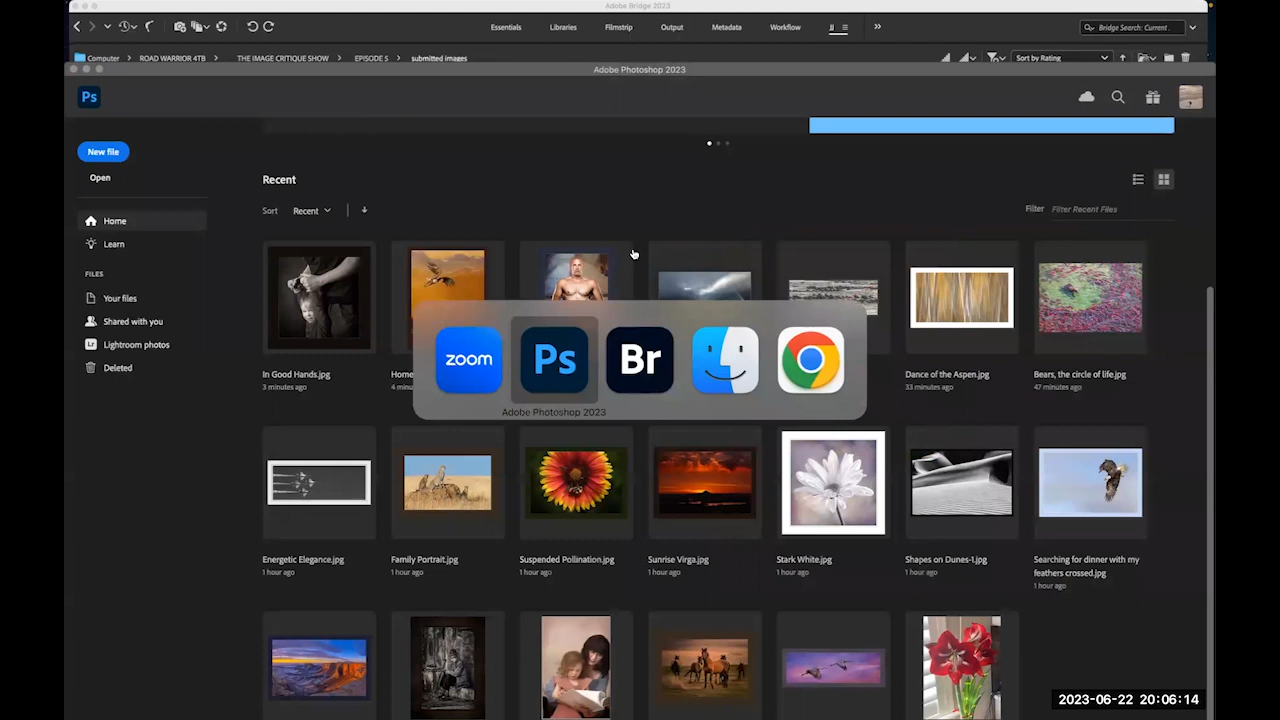 Adobe Bridge 2023
Essentials Libraries Filmstrip Output Metadata Workflow
Bridge Search: Current
Computer ROAD WARRIOR 4TB THE IMAGE CRITIQUE SHOW EPISODE 5 submitted images Sort by Rating
Adobe Photoshop 2023
Ps
New file
Open
Home
Learn
FILES
Your files
Shared with you
Lr Lightroom photos
Deleted
Recent
Sort Recent
Filter Filter Recent Files
zoom Ps Br
Adobe Photoshop 2023
In Good Hands.jpg
3 minutes ago
Dance of the Aspen.jpg
33 minutes ago
Bears, the circle of life.jpg
47 minutes ago
Energetic Elegance.jpg
1 hour ago
Family Portrait.jpg
1 hour ago
Suspended Pollination.jpg
1 hour ago
Sunrise Virga.jpg
1 hour ago
Stark White.jpg
1 hour ago
Shapes on Dunes-1.jpg
1 hour ago
Searching for dinner with my
feathers crossed.jpg
1 hour ago
2023-06-22 20:06:14